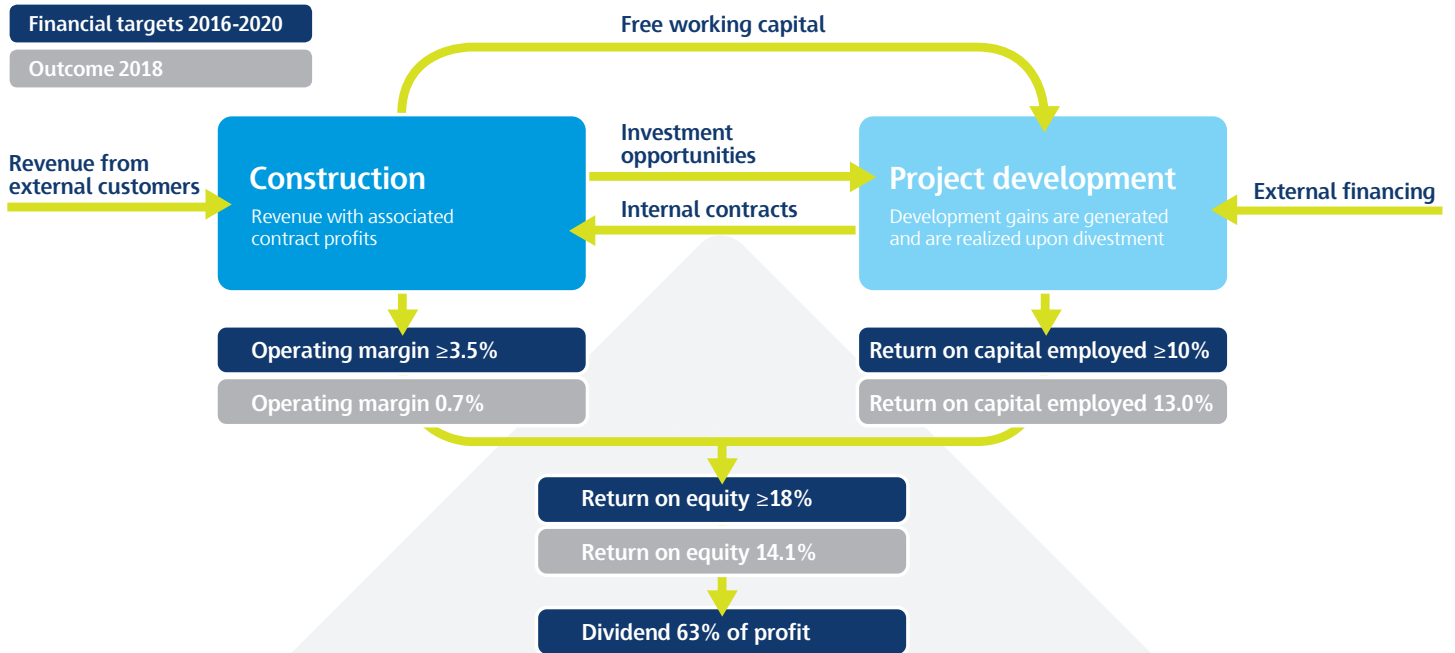 Financial targets 2016-2020
Outcome 2018
Free working capital
Revenue from
external customers
Construction
Revenue with associated
contract profits
Investment
opportunities
Internal contracts
Project development
Development gains are generated
and are realized upon divestment
External financing
Operating margin ≥3.5%
Operating margin 0.7%
Return on capital employed ≥10%
Return on capital employed 13.0%
Return on equity ≥18%
Return on equity 14.1%
Dividend 63% of profit